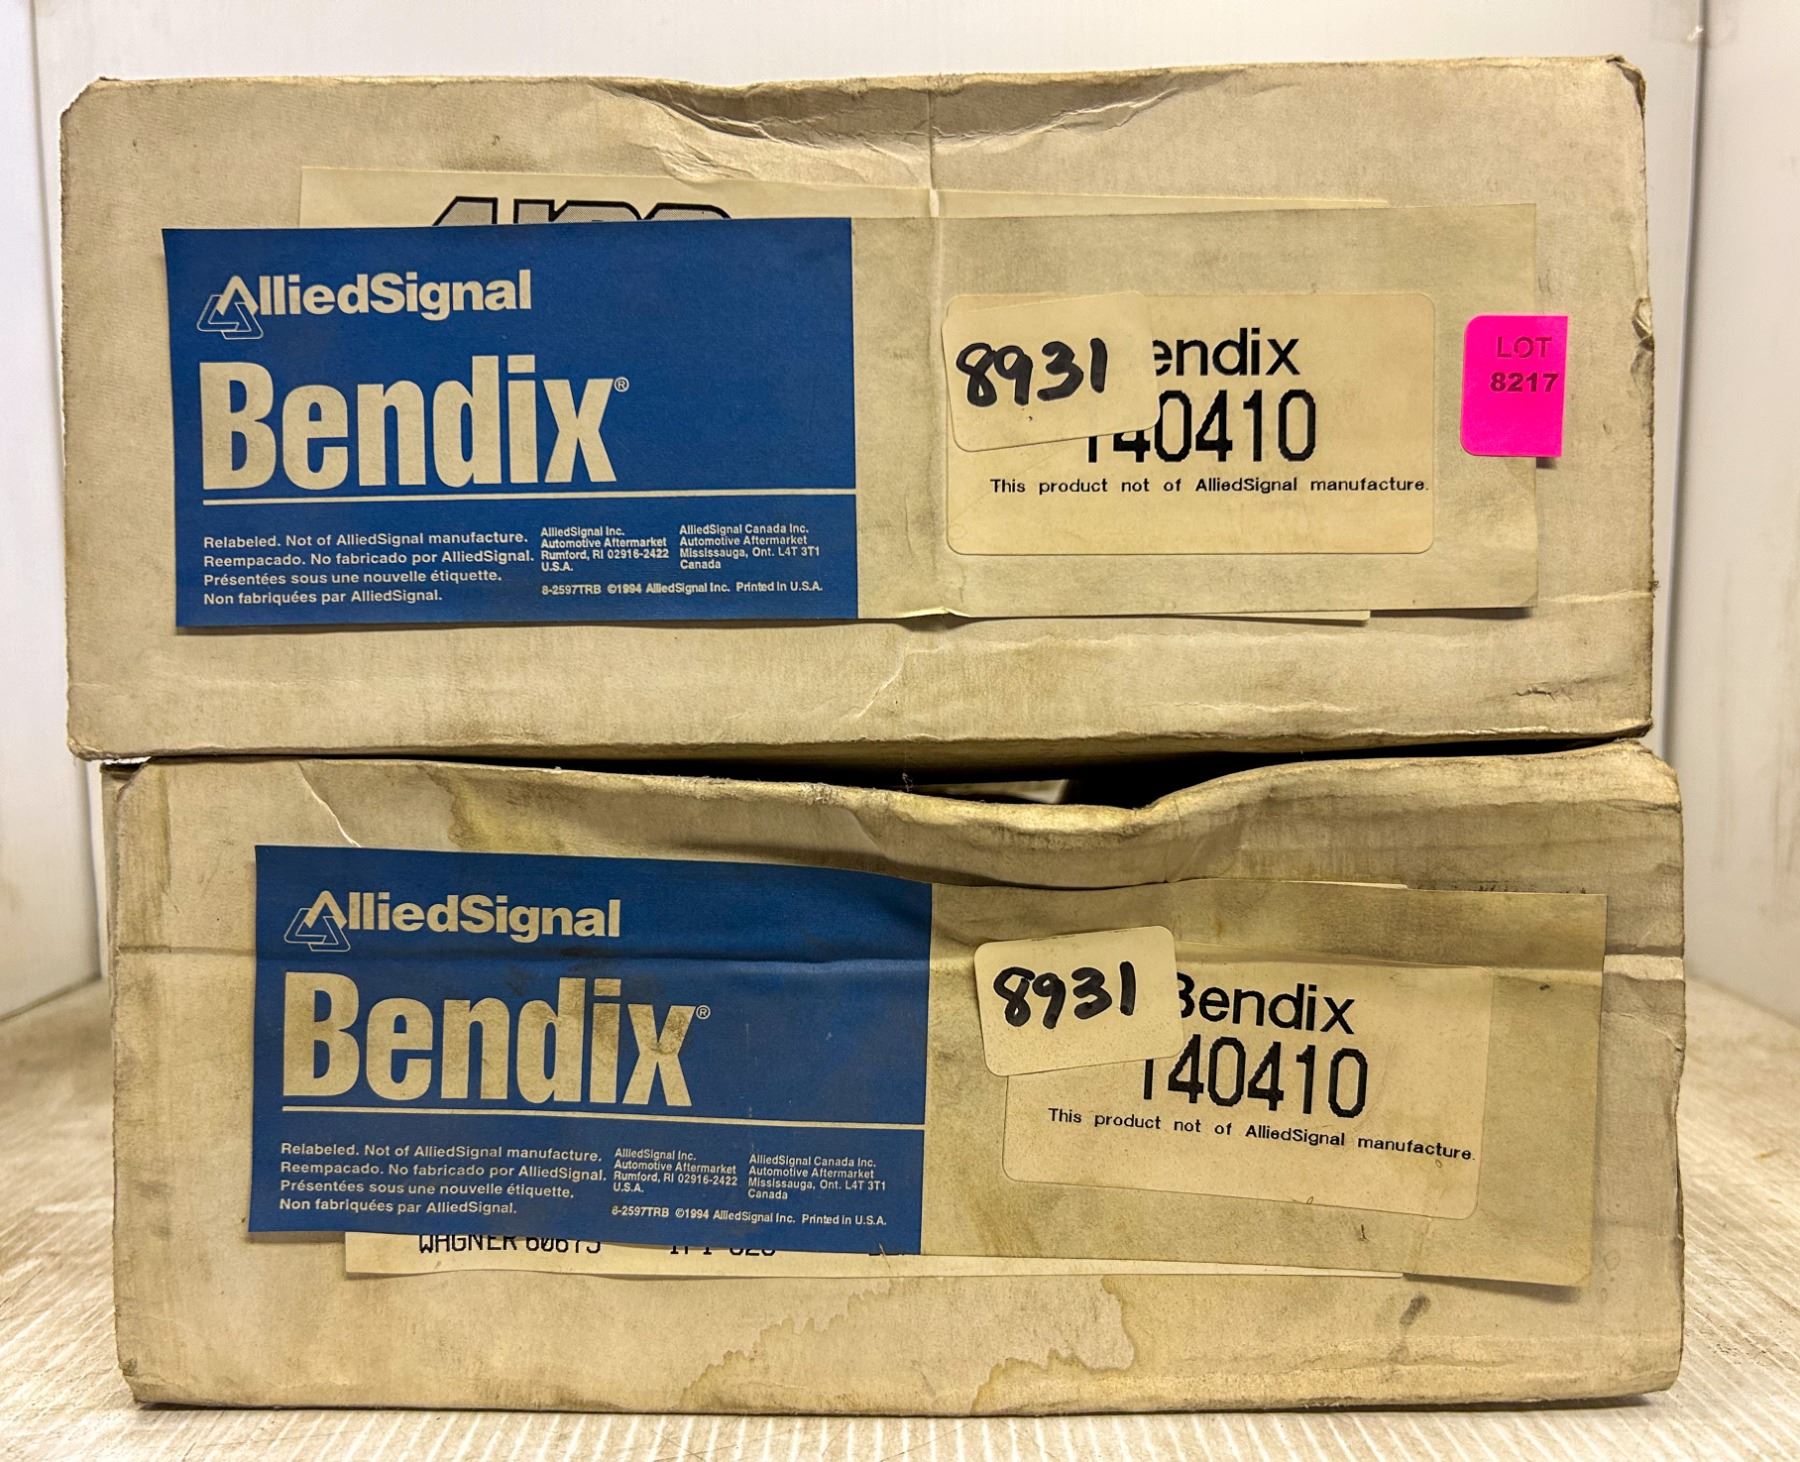 AlliedSignal
Bendix®
Relabeled. Not of AlliedSignal manufacture.
Reempacado. No fabricado por AlliedSignal.
Présentées sous une nouvelle étiquette.
Non fabriquées par AlliedSignal.
AlliedSignal Inc.
Automotive Aftermarket
Rumford, RI 02916-2422
U.S.A.
AlliedSignal Canada Inc.
Automotive Aftermarket
Mississauga, Ont. L4T 3T1
Canada
8-2597TRB ©1994 AlliedSignal Inc. Printed in U.S.A.
8931
endix
140410
This product not of AlliedSignal manufacture.
LOT
8217
AlliedSignal
Bendix®
Relabeled. Not of AlliedSignal manufacture.
Reempacado. No fabricado por AlliedSignal.
Présentées sous une nouvelle étiquette.
Non fabriquées par AlliedSignal.
AlliedSignal Inc.
Automotive Aftermarket
Rumford, RI 02916-2422
U.S.A.
AlliedSignal Canada Inc.
Automotive Aftermarket
Mississauga, Ont. L4T 3T1
Canada
8-2597TRB ©1994 AlliedSignal Inc. Printed in U.S.A.
8931
Bendix
140410
This product not of AlliedSignal manufacture.
WAGNER